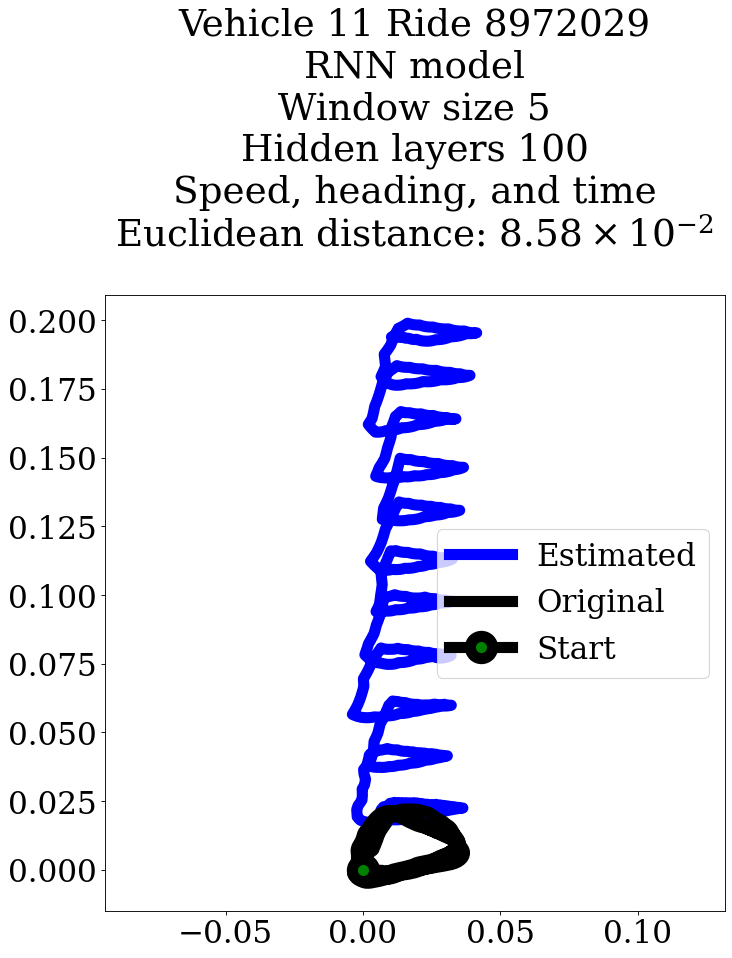 Vehicle 11 Ride 8972029
RNN model
Window size 5
Hidden layers 100
Speed, heading, and time
Euclidean distance: 8.58 × 10⁻²
0.200
0.175
0.150
0.125
0.100
0.075
0.050
0.025
0.000
Estimated
Original
Start
−0.05 0.00 0.05 0.10